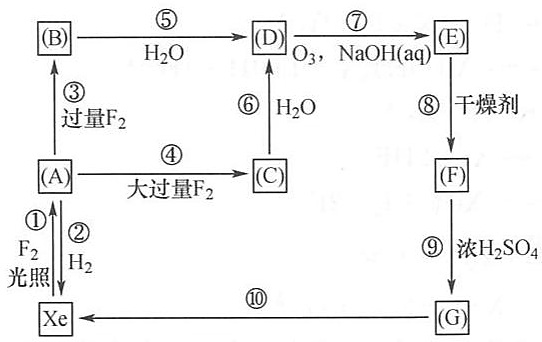 (B) ⑤ H₂O (D) ⑦ O₃，NaOH(aq) (E)
③ 过量F₂
⑥ H₂O
⑧ 干燥剂
(A) ④ 大过量F₂ (C)
(F)
① F₂ 光照
② H₂
⑨ 浓H₂SO₄
Xe ⑩ (G)